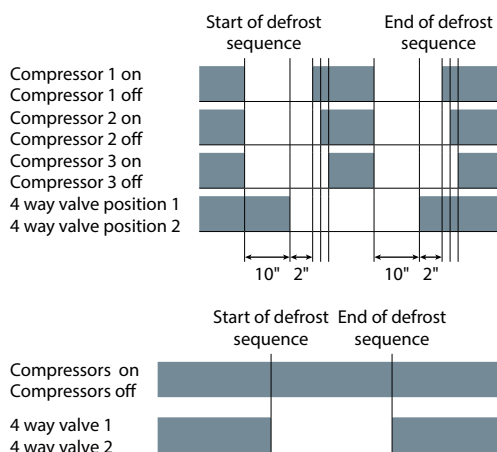 Start of defrost sequence
End of defrost sequence
Compressor 1 on
Compressor 1 off
Compressor 2 on
Compressor 2 off
Compressor 3 on
Compressor 3 off
4 way valve position 1
4 way valve position 2
10" 2" 10" 2"
Start of defrost sequence
End of defrost sequence
Compressors on
Compressors off
4 way valve 1
4 way valve 2